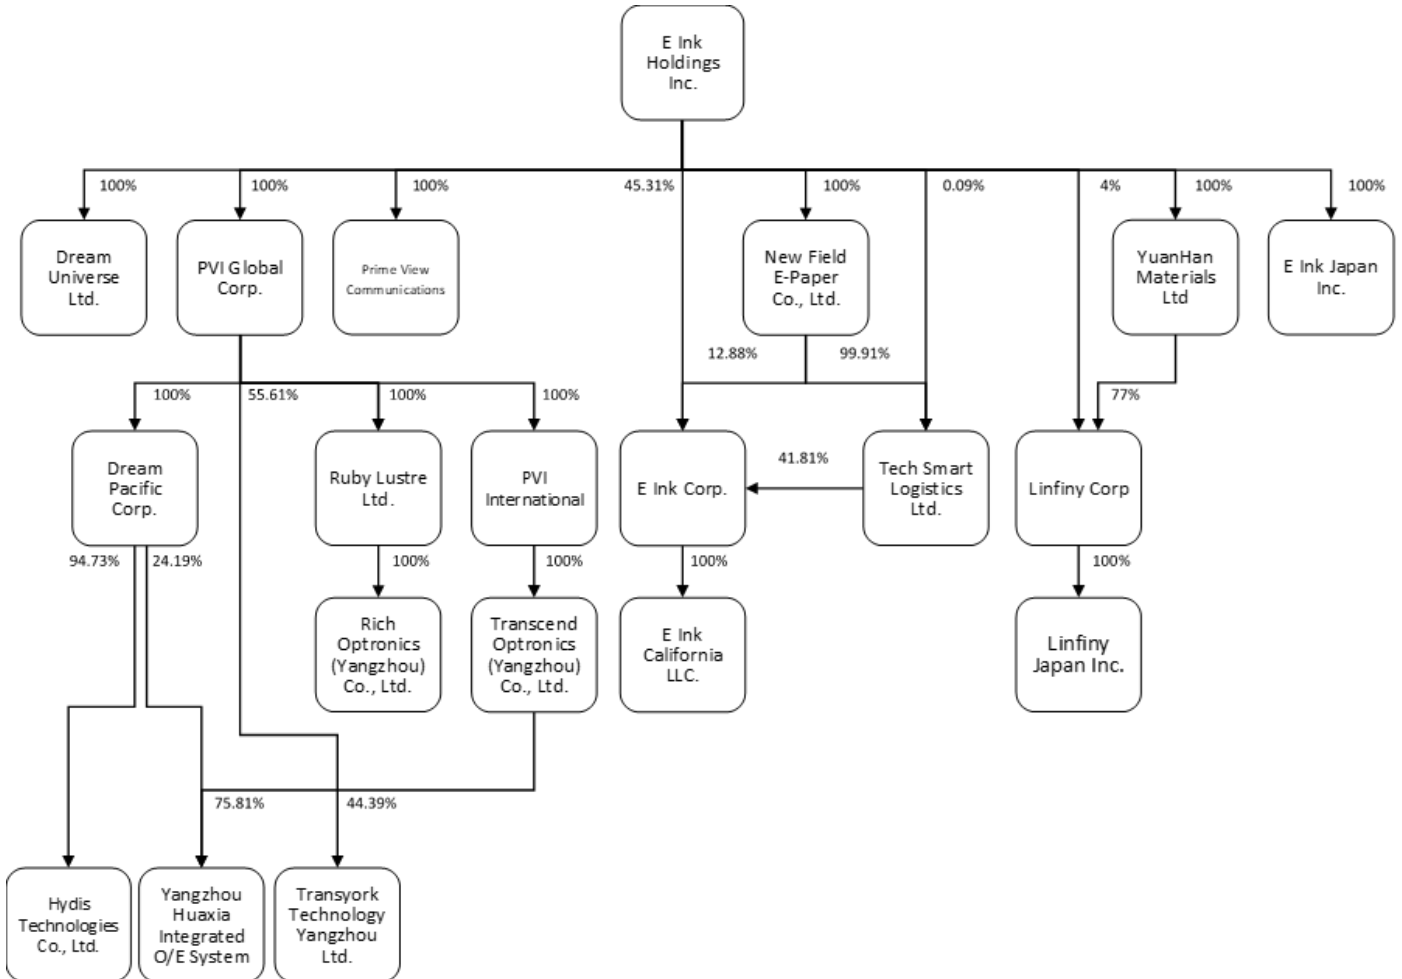 E Ink
Holdings
Inc.
100%
100%
100%
45.31%
100%
0.09%
4%
100%
100%
Dream
Universe
Ltd.
PVI Global
Corp.
Prime View
Communications
New Field
E-Paper
Co., Ltd.
YuanHan
Materials
Ltd
E Ink Japan
Inc.
12.88%
99.91%
100%
55.61%
100%
100%
77%
Dream
Pacific
Corp.
Ruby Lustre
Ltd.
PVI
International
E Ink Corp.
41.81%
Tech Smart
Logistics
Ltd.
Linfiny Corp
94.73%
24.19%
100%
100%
100%
100%
Rich
Optronics
(Yangzhou)
Co., Ltd.
Transcend
Optronics
(Yangzhou)
Co., Ltd.
E Ink
California
LLC.
Linfiny
Japan Inc.
75.81%
44.39%
Hydis
Technologies
Co., Ltd.
Yangzhou
Huaxia
Integrated
O/E System
Transyork
Technology
Yangzhou
Ltd.